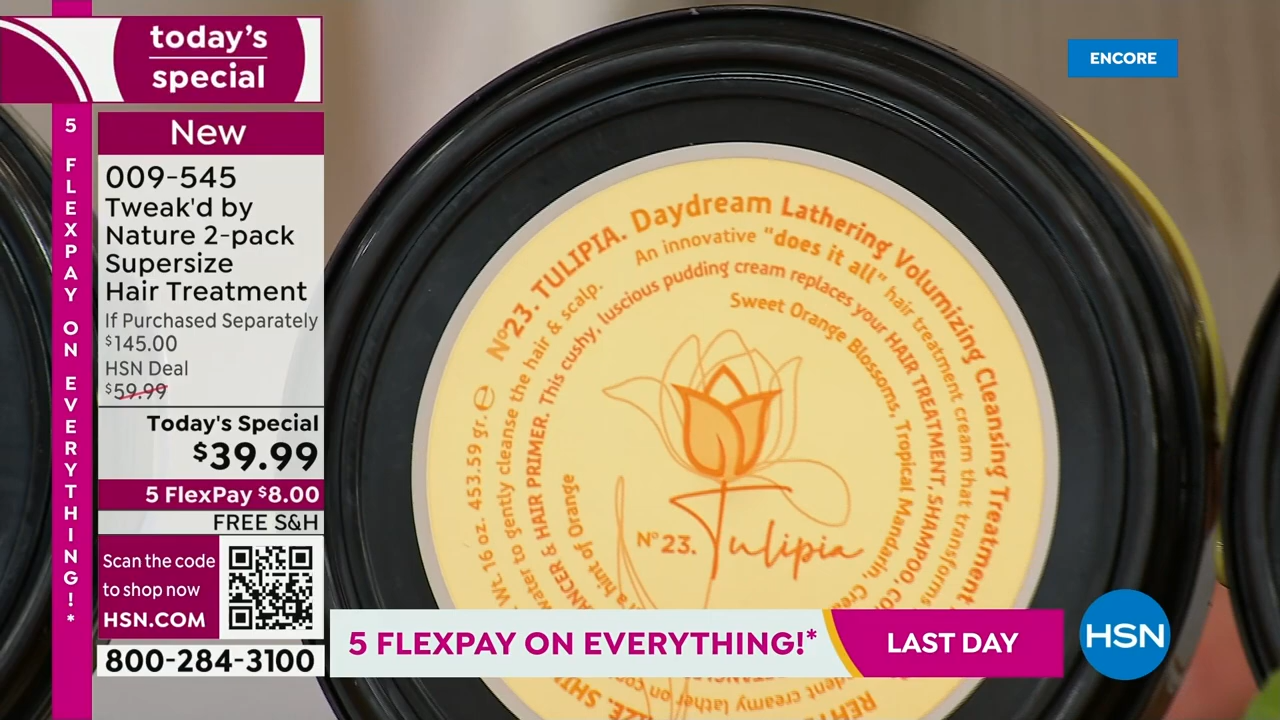 today's
special
5 FLEXPAY ON EVERYTHING!*
New
009-545
Tweak'd by
Nature 2-pack
Supersize
Hair Treatment
If Purchased Separately
$145.00
HSN Deal
$59.99
Today's Special
$39.99
5 FlexPay $8.00
FREE S&H
Scan the code
to shop now
HSN.COM
800-284-3100
ENCORE
Nº23. TULIPIA. Daydream Lathering Volumizing Cleansing Treatment
An innovative "does it all" hair treatment cream that transforms
water to gently cleanse the hair & scalp.
HAIR PRIMER. This cushy, luscious pudding cream replaces your HAIR TREATMENT, SHAMPOO,
Sweet Orange Blossoms, Tropical Mandarin,
a hint of Orange
Wt. 16 oz. 453.59 gr. e
Nº23. Tulipia
creamy lather on
5 FLEXPAY ON EVERYTHING!*
LAST DAY
HSN